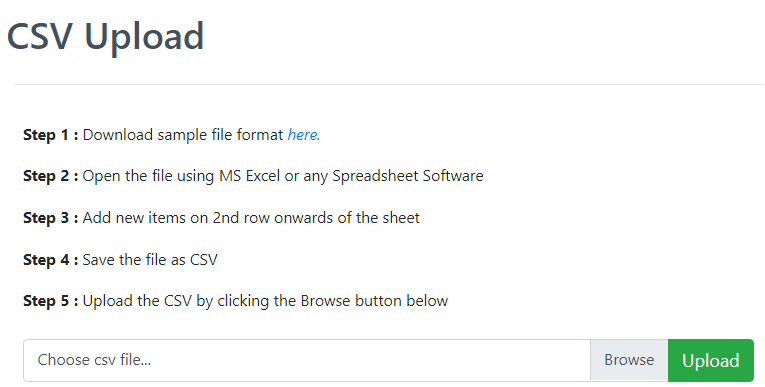 CSV Upload
Step 1 : Download sample file format here.
Step 2 : Open the file using MS Excel or any Spreadsheet Software
Step 3 : Add new items on 2nd row onwards of the sheet
Step 4 : Save the file as CSV
Step 5 : Upload the CSV by clicking the Browse button below
Choose csv file... Browse Upload